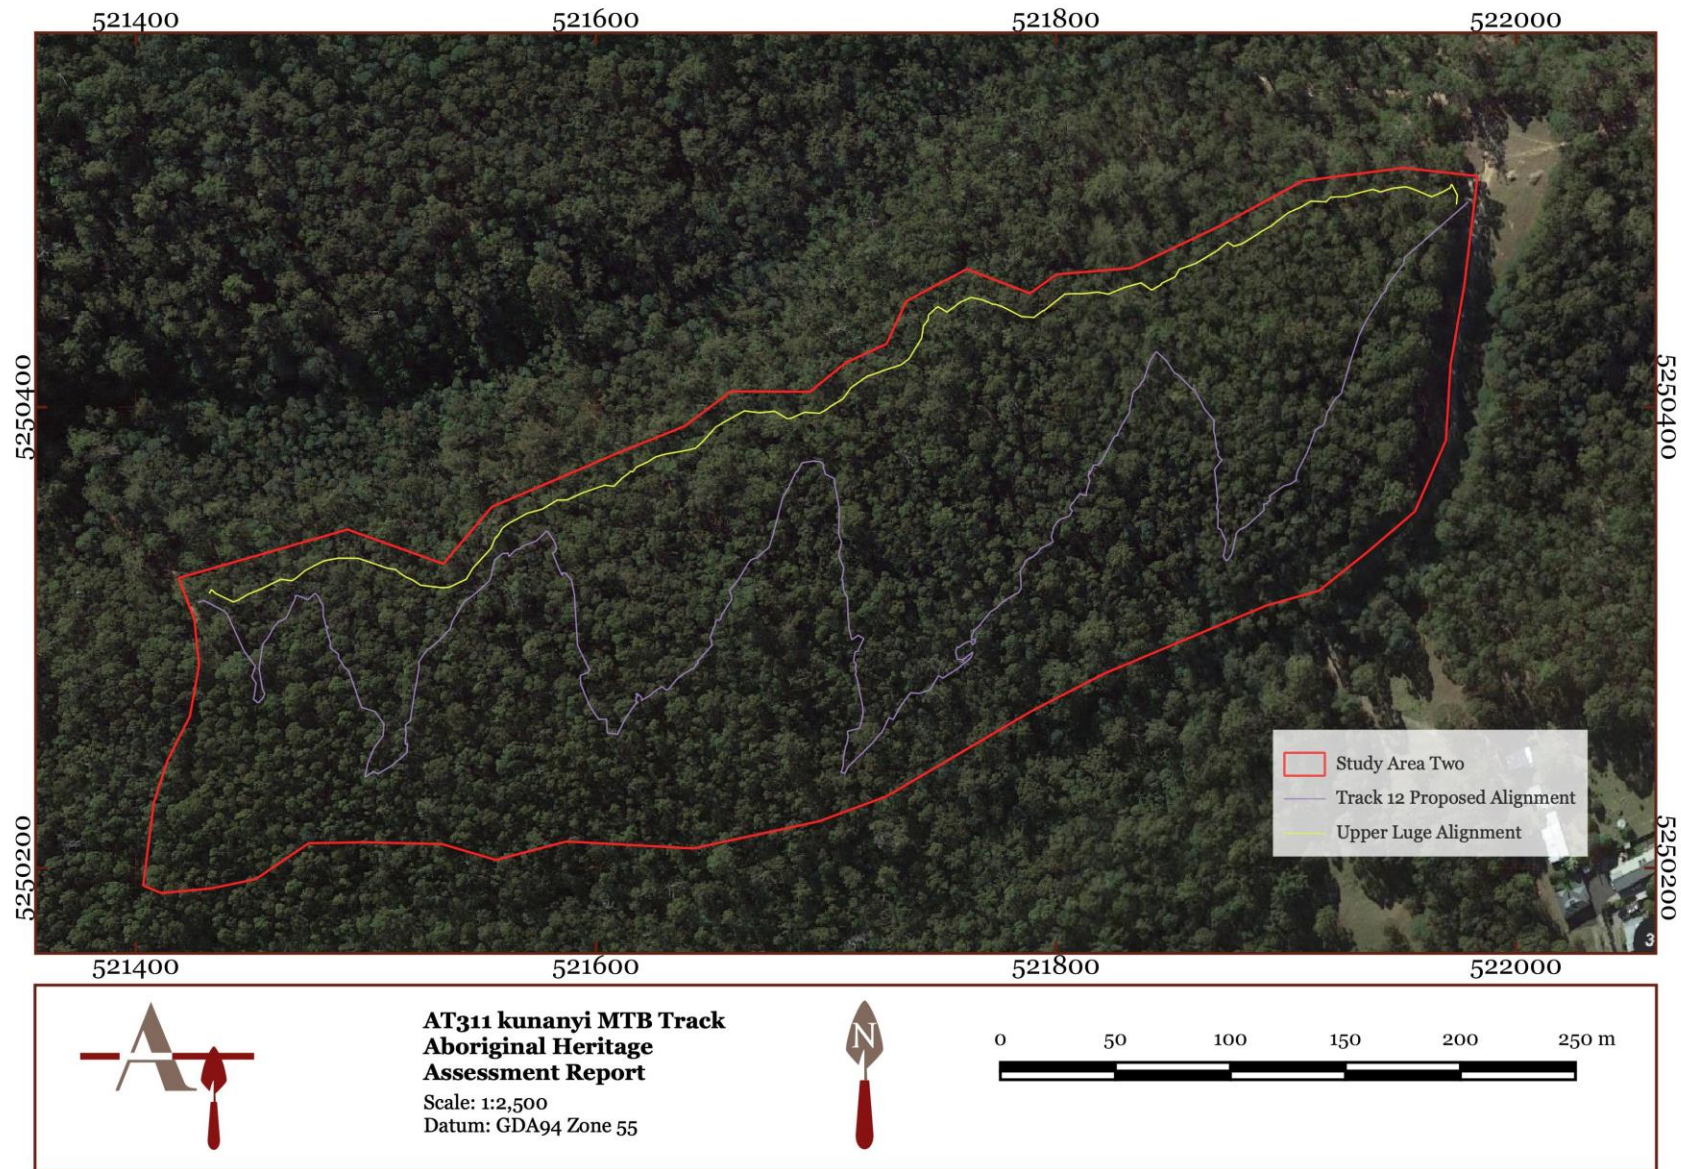 521400 521600 521800 522000
5250400
5250400
Study Area Two
Track 12 Proposed Alignment
Upper Luge Alignment
5250200
5250200
3
521400 521600 521800 522000
A
AT311 kunanyi MTB Track
Aboriginal Heritage
Assessment Report
Scale: 1:2,500
Datum: GDA94 Zone 55
N
0 50 100 150 200 250 m